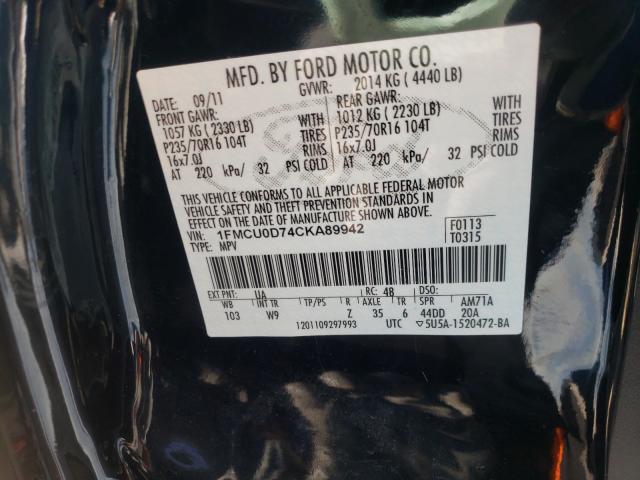 MFD. BY FORD MOTOR CO.
DATE: 09/11 GVWR: 2014 KG ( 4440 LB)
FRONT GAWR: REAR GAWR:
1057 KG ( 2330 LB) WITH 1012 KG ( 2230 LB) WITH
P235/70R16 104T TIRES P235/70R16 104T TIRES
16x7.0J RIMS 16x7.0J RIMS
AT 220 kPa/ 32 PSI COLD AT 220 kPa/ 32 PSI COLD
THIS VEHICLE CONFORMS TO ALL APPLICABLE FEDERAL MOTOR
VEHICLE SAFETY AND THEFT PREVENTION STANDARDS IN
EFFECT ON THE DATE OF MANUFACTURE SHOWN ABOVE.
VIN: 1FMCU0D74CKA89942 F0113
TYPE: MPV T0315
EXT PNT: UA RC: 48 DSO:
WB INT TR TP/PS R AXLE TR SPR AM71A
103 W9 Z 35 6 44DD 20A
1201109297993 UTC ▽5U5A-1520472-BA